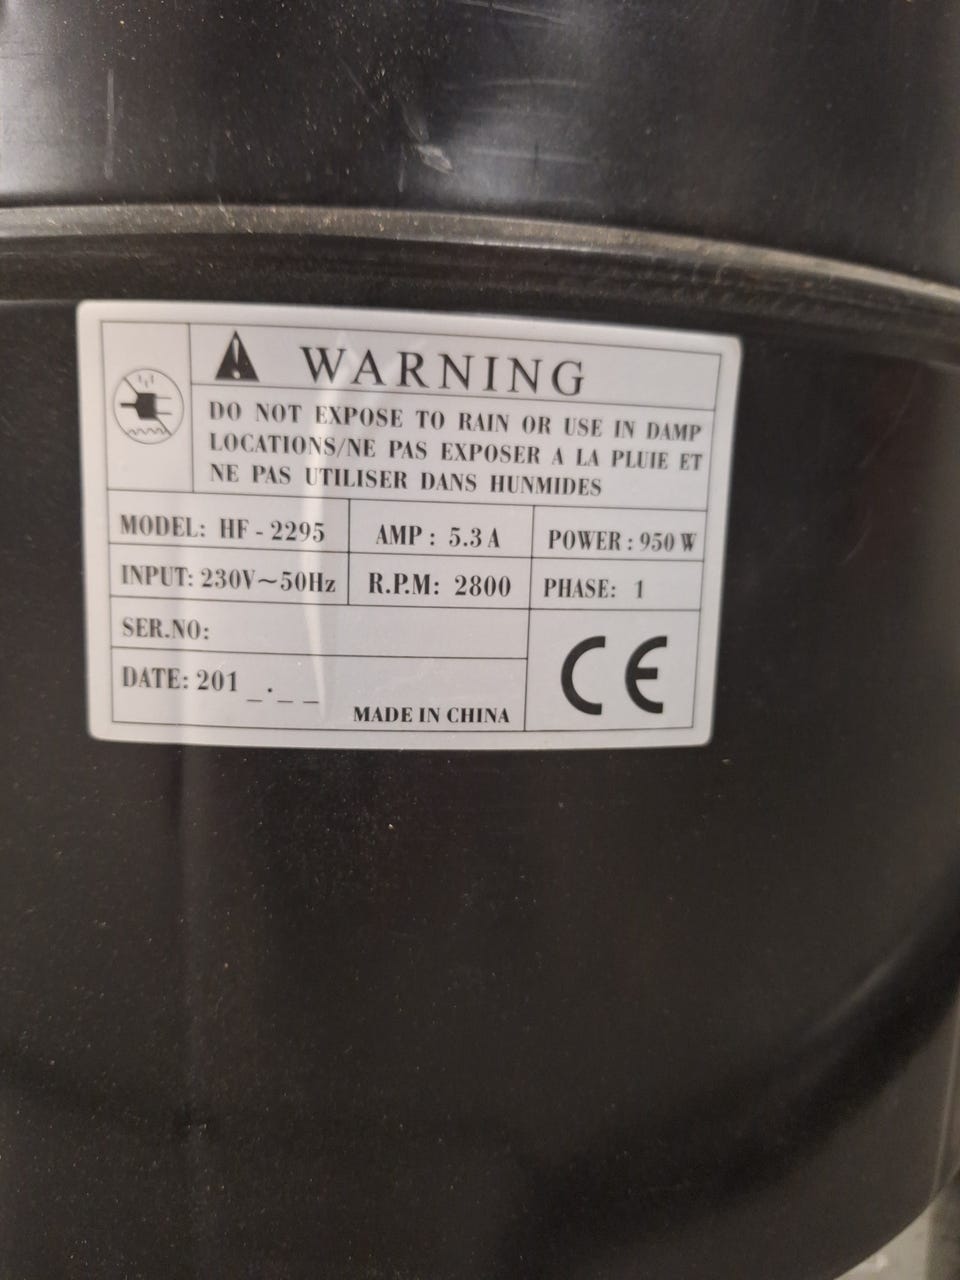 WARNING
DO NOT EXPOSE TO RAIN OR USE IN DAMP
LOCATIONS/NE PAS EXPOSER A LA PLUIE ET
NE PAS UTILISER DANS HUNMIDES
MODEL: HF - 2295 AMP : 5.3 A POWER : 950 W
INPUT: 230V~50Hz R.P.M: 2800 PHASE: 1
SER.NO:
DATE: 201 _._ _
MADE IN CHINA
CE